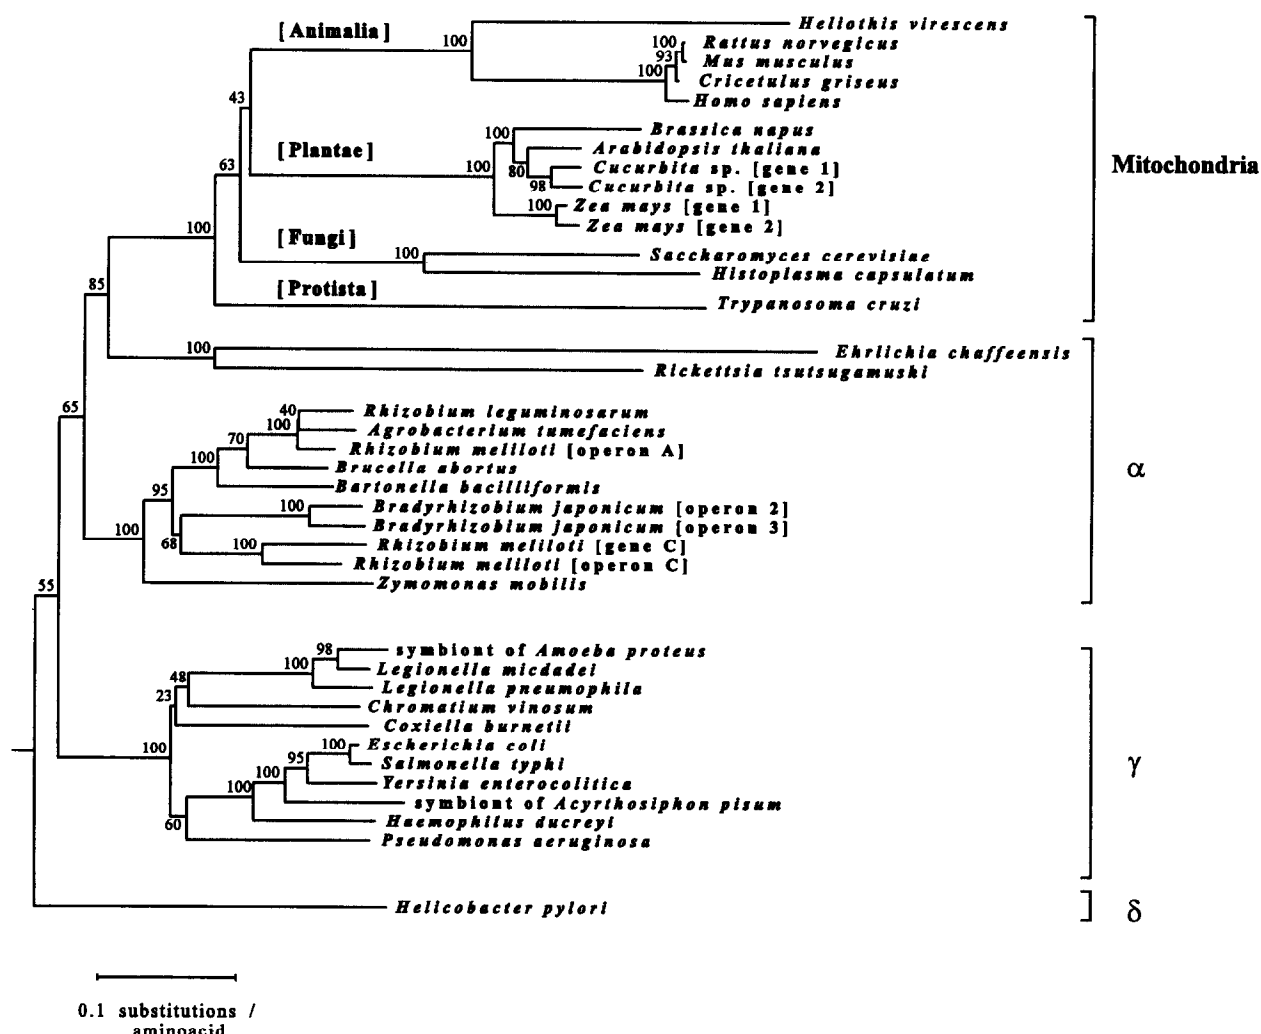 [Animalia]
100
Heliothis virescens
100
Rattus norvegicus
93
Mus musculus
100
Cricetulus griseus
Homo sapiens
43
100
Brassica napus
[Plantae]
Arabidopsis thaliana
63
100
80
Cucurbita sp. [gene 1]
98
Cucurbita sp. [gene 2]
Mitochondria
100
Zea mays [gene 1]
Zea mays [gene 2]
100
[Fungi]
100
Saccharomyces cerevisiae
Histoplasma capsulatum
85
[Protista]
Trypanosoma cruzi
100
Ehrlichia chaffeensis
Rickettsia tsutsugamushi
65
40
Rhizobium leguminosarum
100
Agrobacterium tumefaciens
70
Rhizobium meliloti [operon A]
100
Brucella abortus
α
95
Bartonella bacilliformis
100
Bradyrhizobium japonicum [operon 2]
100
Bradyrhizobium japonicum [operon 3]
68
100
Rhizobium meliloti [gene C]
Rhizobium meliloti [operon C]
55
Zymomonas mobilis
98
symbiont of Amoeba proteus
100
Legionella micdadei
48
Legionella pneumophila
23
Chromatium vinosum
Coxiella burnetii
100
100
Escherichia coli
95
Salmonella typhi
γ
100
Yersinia enterocolitica
100
symbiont of Acyrthosiphon pisum
60
Haemophilus ducreyi
Pseudomonas aeruginosa
Helicobacter pylori
δ
0.1 substitutions /
aminoacid